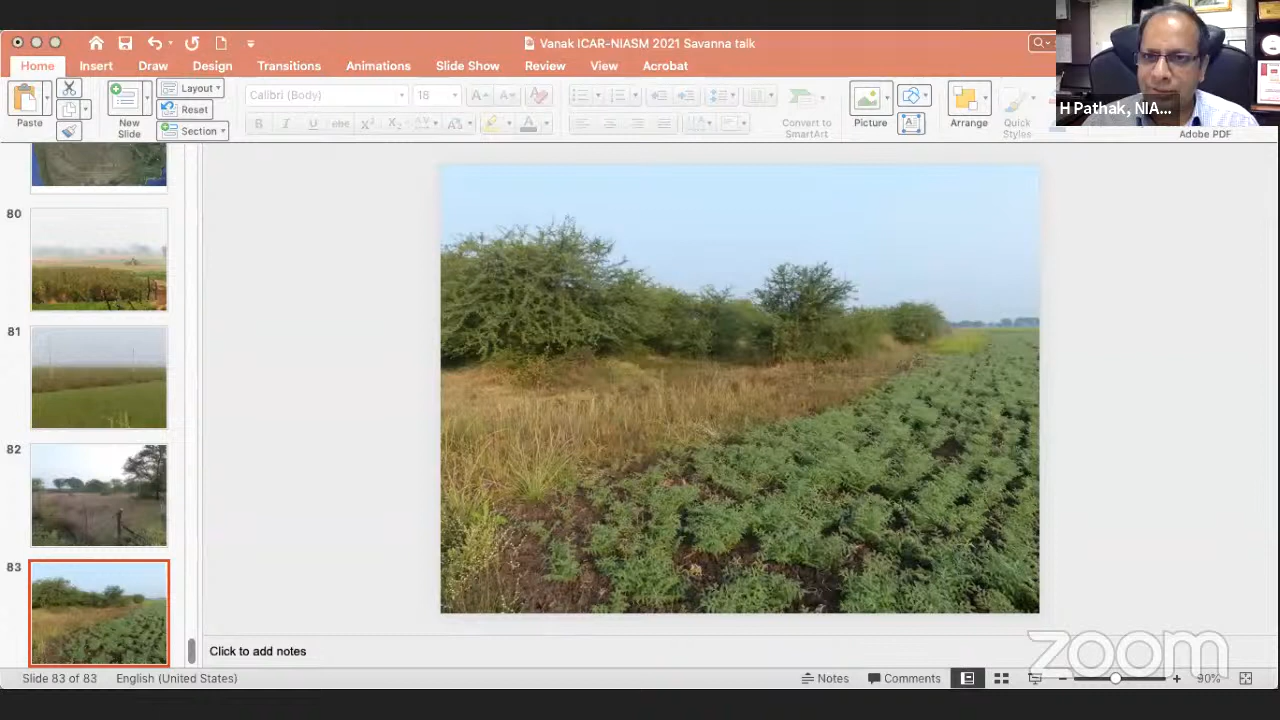 Vanak ICAR-NIASM 2021 Savanna talk
Home Insert Draw Design Transitions Animations Slide Show Review View Acrobat
Paste
New
Slide
Layout
Reset
Section
Calibri (Body)
18
Convert to
SmartArt
Picture
Arrange
Quick
Styles
Adobe PDF
H Pathak, NIA...
80
81
82
83
Click to add notes
Slide 83 of 83
English (United States)
Notes
Comments
90%
zoom